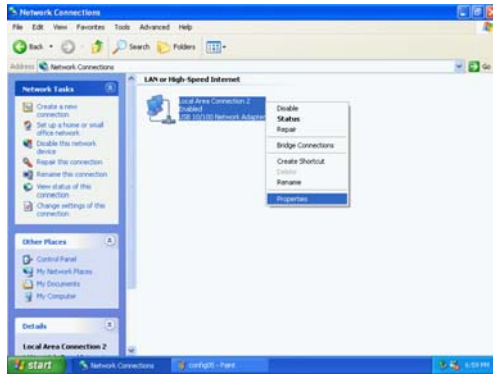 Network Connections
File Edit View Favorites Tools Advanced Help
Back Search Folders
Address Network Connections Go
Network Tasks
Create a new
connection
Set up a home or small
office network
Disable this network
device
Repair this connection
Rename this connection
View status of this
connection
Change settings of this
connection
Other Places
Control Panel
My Network Places
My Documents
My Computer
Details
Local Area Connection 2
LAN or High-Speed Internet
Local Area Connection 2
Enabled
USB 10/100 Network Adapter
Disable
Status
Repair
Bridge Connections
Create Shortcut
Delete
Rename
Properties
start Network Connections - Paint